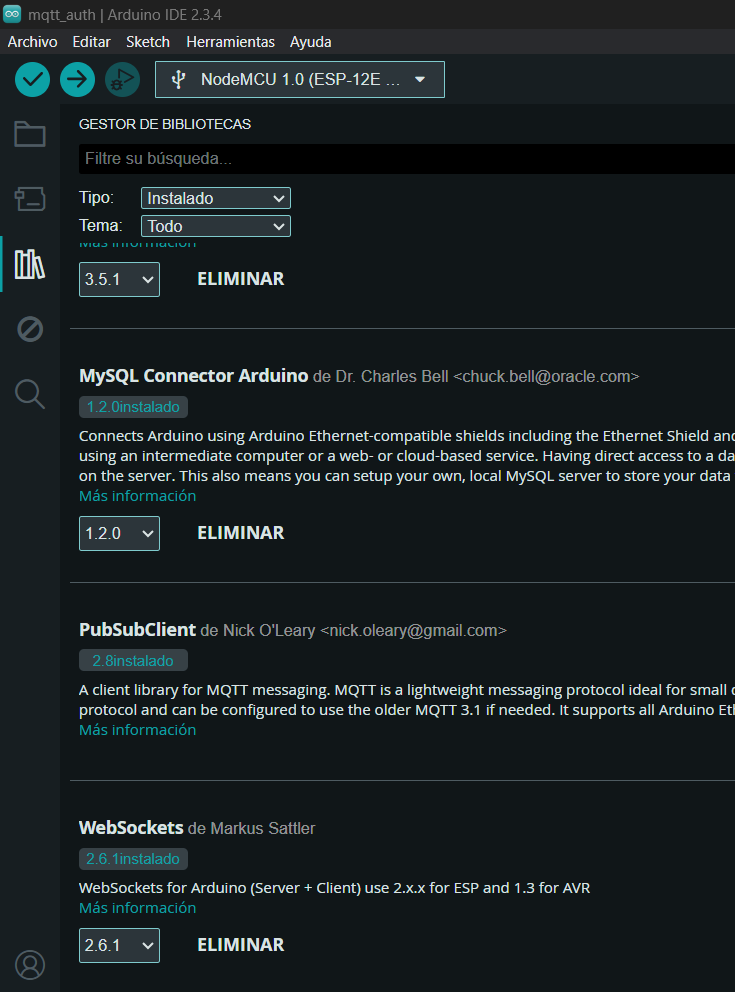 mqtt_auth | Arduino IDE 2.3.4
Archivo Editar Sketch Herramientas Ayuda
NodeMCU 1.0 (ESP-12E ...
GESTOR DE BIBLIOTECAS
Filtre su búsqueda...
Tipo: Instalado
Tema: Todo
Más información
3.5.1 ELIMINAR
MySQL Connector Arduino de Dr. Charles Bell <chuck.bell@oracle.com>
1.2.0instalado
Connects Arduino using Arduino Ethernet-compatible shields including the Ethernet Shield and
using an intermediate computer or a web- or cloud-based service. Having direct access to a da
on the server. This also means you can setup your own, local MySQL server to store your data
Más información
1.2.0 ELIMINAR
PubSubClient de Nick O'Leary <nick.oleary@gmail.com>
2.8instalado
A client library for MQTT messaging. MQTT is a lightweight messaging protocol ideal for small
protocol and can be configured to use the older MQTT 3.1 if needed. It supports all Arduino Eth
Más información
WebSockets de Markus Sattler
2.6.1instalado
WebSockets for Arduino (Server + Client) use 2.x.x for ESP and 1.3 for AVR
Más información
2.6.1 ELIMINAR